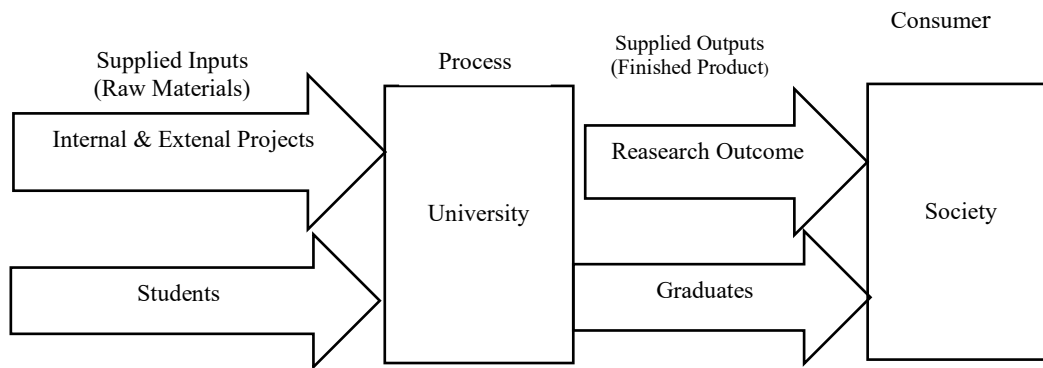 Consumer
Supplied Inputs
(Raw Materials)
Process
Supplied Outputs
(Finished Product)
Internal & Extenal Projects
Reasearch Outcome
University
Society
Students
Graduates